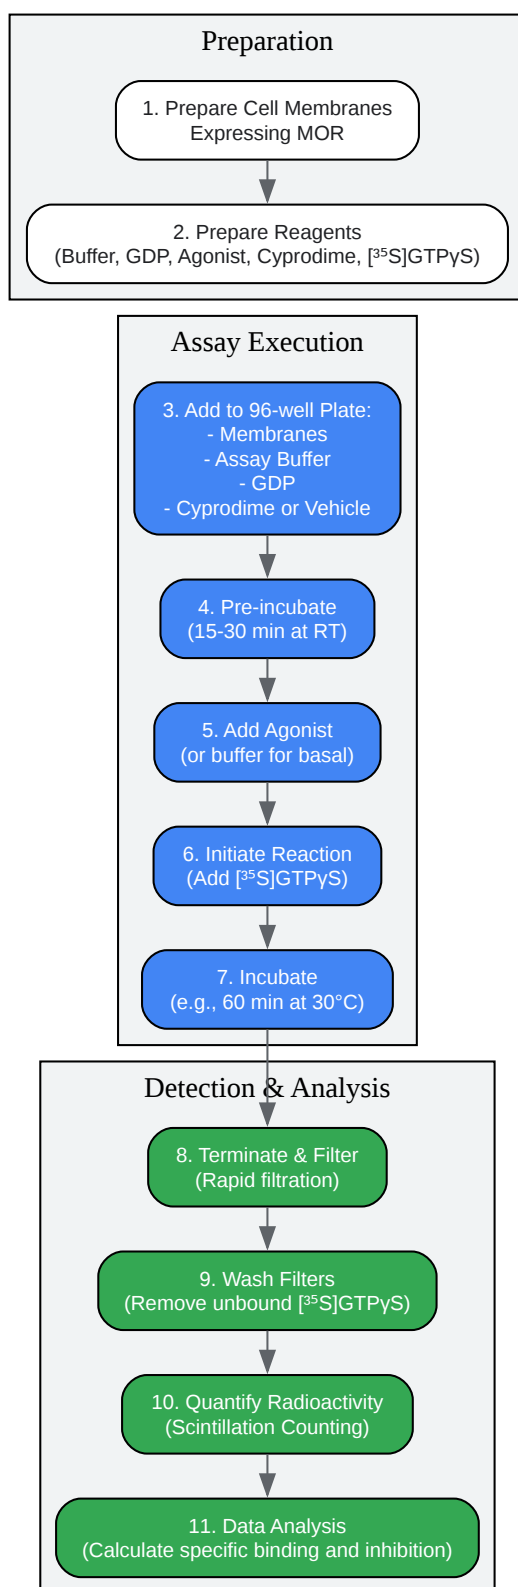 Preparation
1. Prepare Cell Membranes
Expressing MOR
2. Prepare Reagents
(Buffer, GDP, Agonist, Cyprodime, [³⁵S]GTPγS)
Assay Execution
3. Add to 96-well Plate:
- Membranes
- Assay Buffer
- GDP
- Cyprodime or Vehicle
4. Pre-incubate
(15-30 min at RT)
5. Add Agonist
(or buffer for basal)
6. Initiate Reaction
(Add [³⁵S]GTPγS)
7. Incubate
(e.g., 60 min at 30°C)
Detection & Analysis
8. Terminate & Filter
(Rapid filtration)
9. Wash Filters
(Remove unbound [³⁵S]GTPγS)
10. Quantify Radioactivity
(Scintillation Counting)
11. Data Analysis
(Calculate specific binding and inhibition)